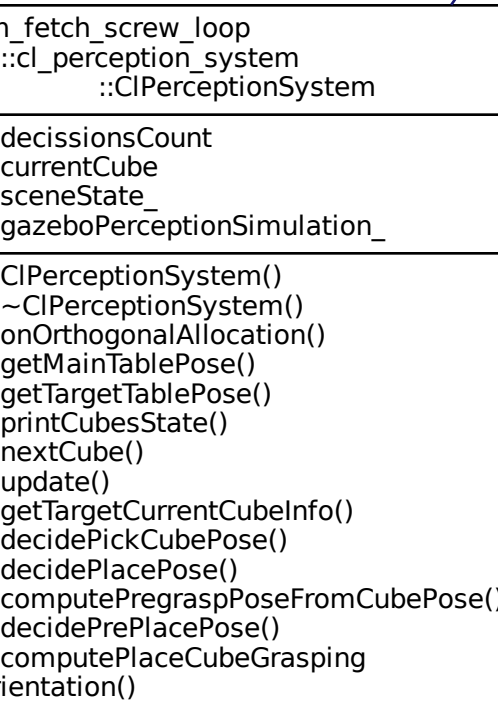 _fetch_screw_loop
::cl_perception_system
::ClPerceptionSystem
decissionsCount
currentCube
sceneState_
gazeboPerceptionSimulation_
ClPerceptionSystem()
~ClPerceptionSystem()
onOrthogonalAllocation()
getMainTablePose()
getTargetTablePose()
printCubesState()
nextCube()
update()
getTargetCurrentCubeInfo()
decidePickCubePose()
decidePlacePose()
computePregraspPoseFromCubePose()
decidePrePlacePose()
computePlaceCubeGrasping
ientation()